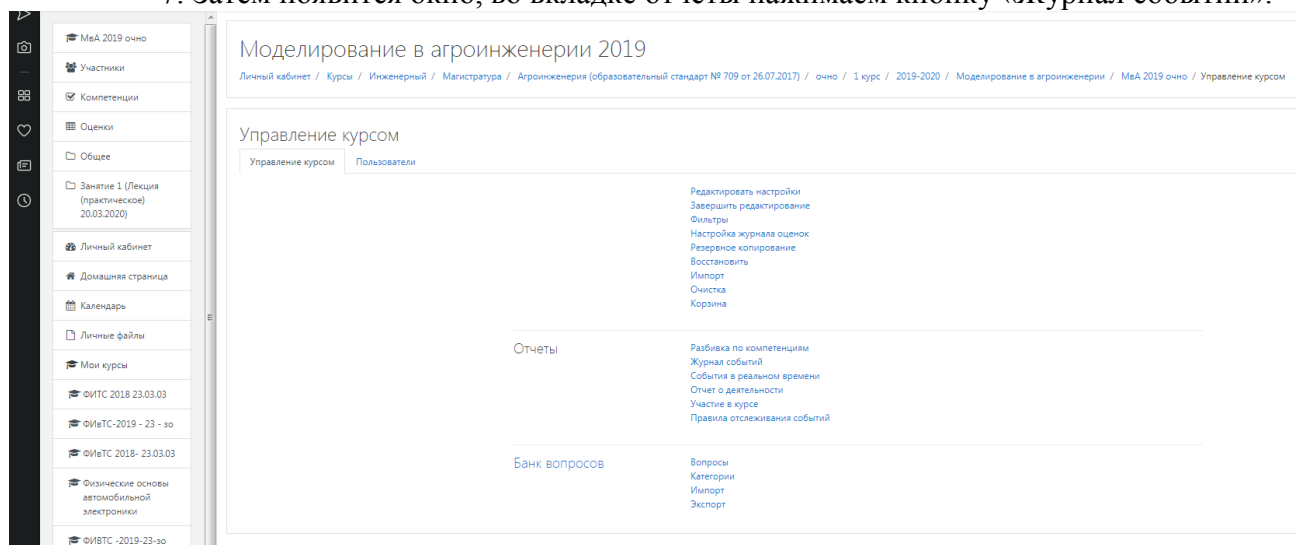 7. Затем появится окно, во вкладке отчеты нажимаем кнопку «Журнал событий».
МвА 2019 очно
Участники
Компетенции
Оценки
Общее
Занятие 1 (Лекция
(практическое)
20.03.2020)
Личный кабинет
Домашняя страница
Календарь
Личные файлы
Мои курсы
ФИТС 2018 23.03.03
ФИвТС-2019 - 23 - зо
ФИвТС 2018- 23.03.03
Физические основы
автомобильной
электроники
ФИВТС -2019-23-зо
Моделирование в агроинженерии 2019
Личный кабинет / Курсы / Инженерный / Магистратура / Агроинженерия (образовательный стандарт № 709 от 26.07.2017) / очно / 1 курс / 2019-2020 / Моделирование в агроинженерии / МвА 2019 очно / Управление курсом
Управление курсом
Управление курсом Пользователи
Редактировать настройки
Завершить редактирование
Фильтры
Настройка журнала оценок
Резервное копирование
Восстановить
Импорт
Очистка
Корзина
Отчеты
Разбивка по компетенциям
Журнал событий
События в реальном времени
Отчет о деятельности
Участие в курсе
Правила отслеживания событий
Банк вопросов
Вопросы
Категории
Импорт
Экспорт